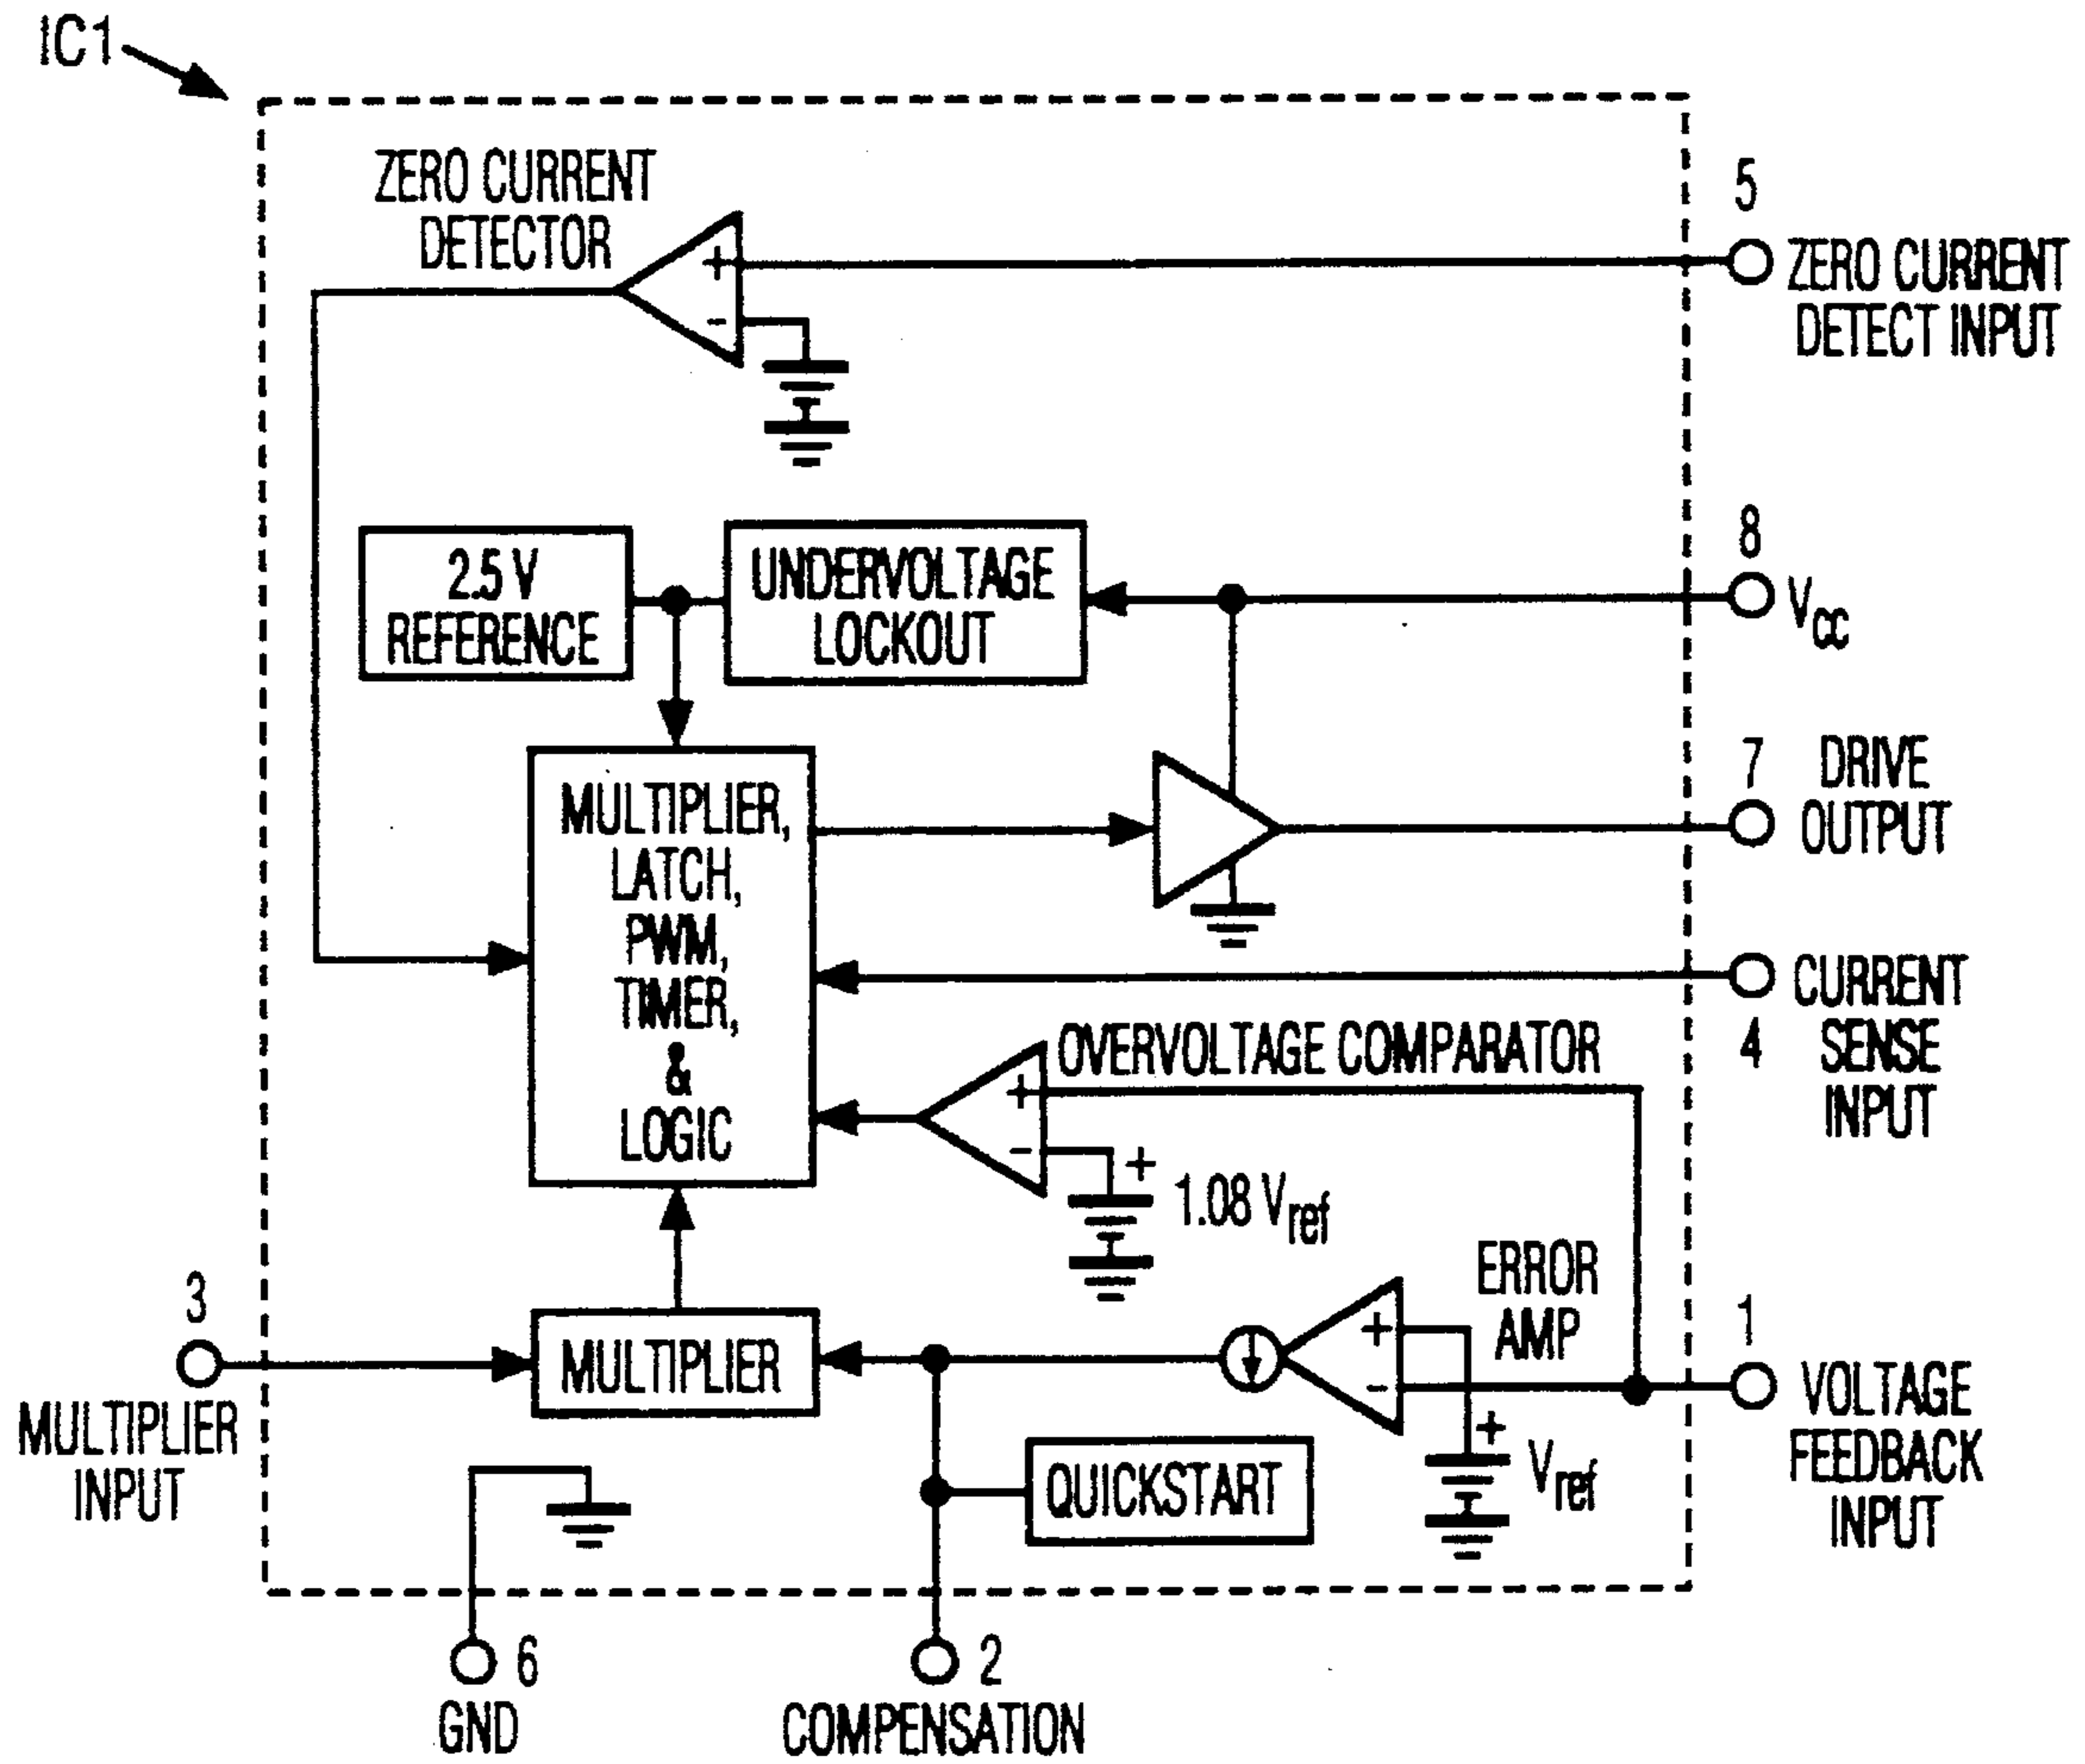 IC1
ZERO CURRENT
DETECTOR
+
-
5
ZERO CURRENT
DETECT INPUT
2.5 V
REFERENCE
UNDERVOLTAGE
LOCKOUT
8
Vcc
MULTIPLIER,
LATCH,
PWM,
TIMER,
&
LOGIC
7
DRIVE
OUTPUT
CURRENT
SENSE
INPUT
4
OVERVOLTAGE COMPARATOR
+
-
+
1.08 Vref
3
MULTIPLIER
INPUT
MULTIPLIER
ERROR
AMP
+
-
+
Vref
1
VOLTAGE
FEEDBACK
INPUT
QUICKSTART
6
GND
2
COMPENSATION